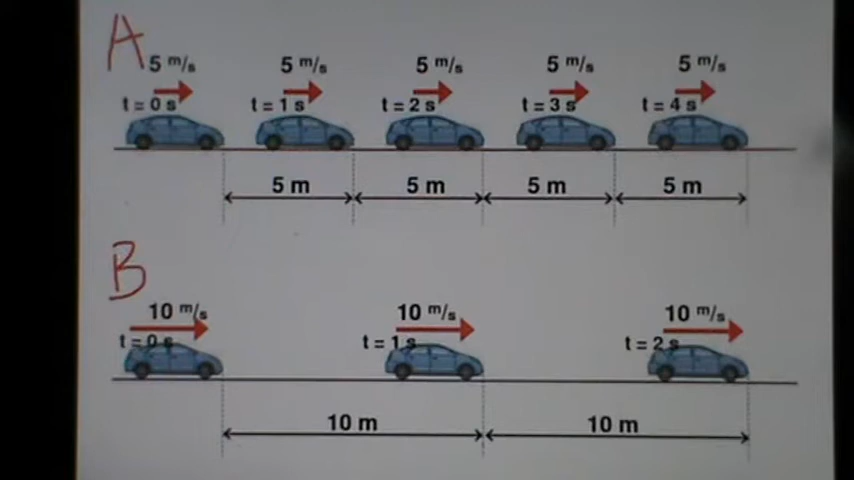 A
5 m/s 5 m/s 5 m/s 5 m/s 5 m/s
t = 0 s t = 1 s t = 2 s t = 3 s t = 4 s
5 m 5 m 5 m 5 m
B
10 m/s 10 m/s 10 m/s
t = 0 s t = 1 s t = 2 s
10 m 10 m